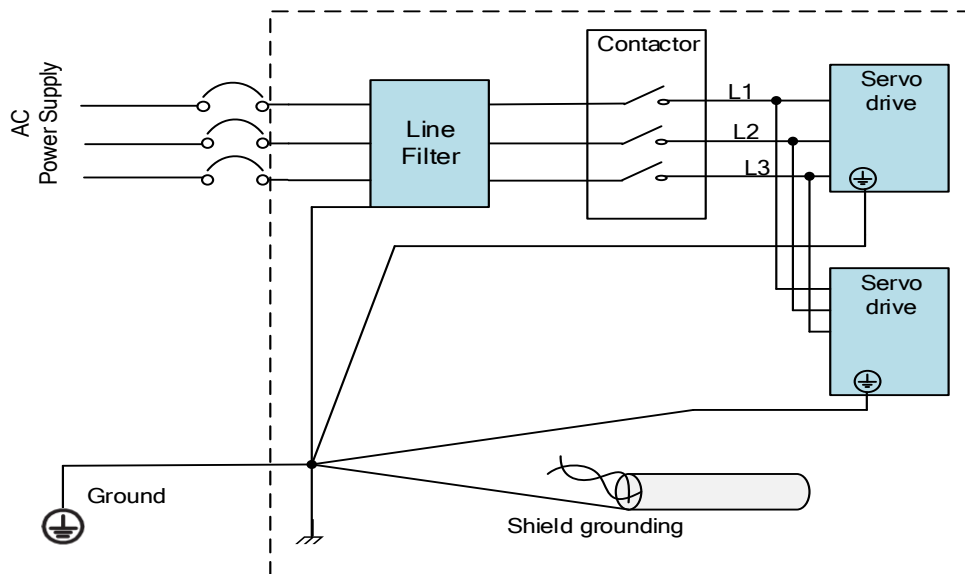 AC
Power Supply
Line
Filter
Contactor
L1
L2
L3
Servo
drive
Servo
drive
Ground
Shield grounding